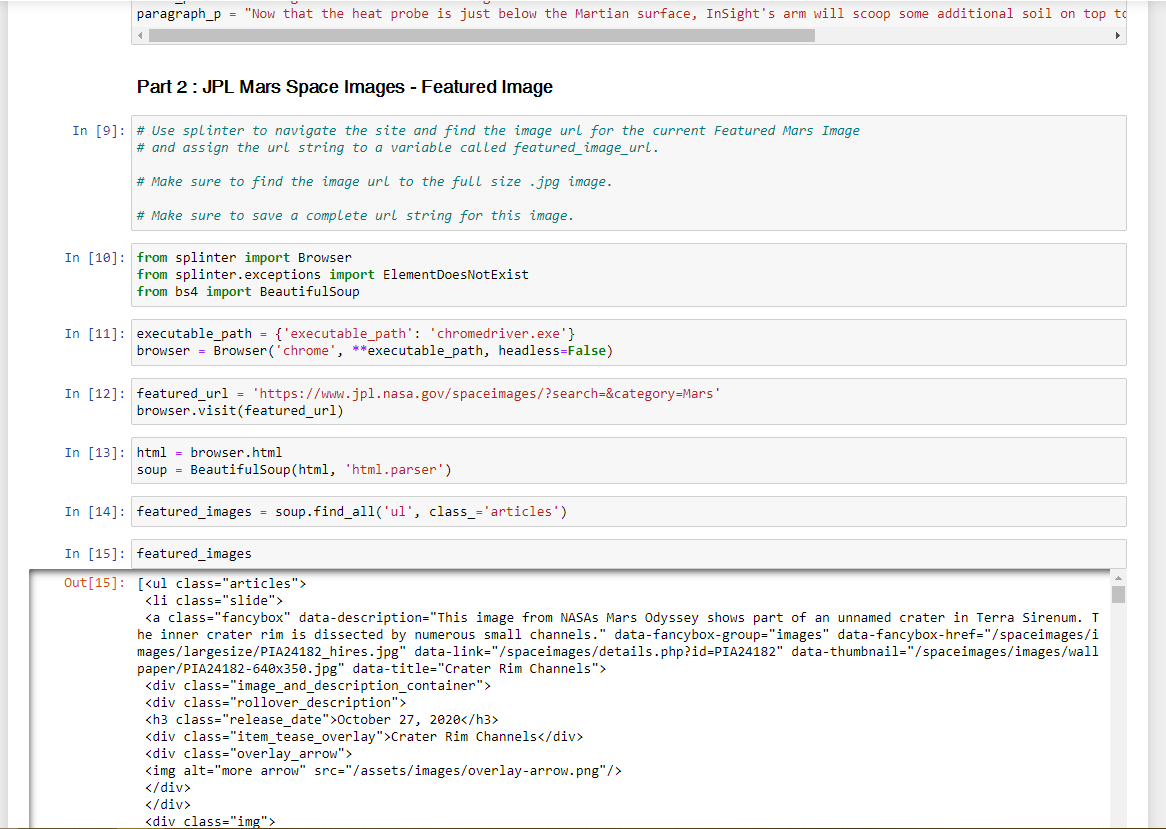 paragraph_p = "Now that the heat probe is just below the Martian surface, InSight's arm will scoop some additional soil on top to
Part 2 : JPL Mars Space Images - Featured Image
In [9]: # Use splinter to navigate the site and find the image url for the current Featured Mars Image
# and assign the url string to a variable called featured_image_url.
# Make sure to find the image url to the full size .jpg image.
# Make sure to save a complete url string for this image.
In [10]: from splinter import Browser
from splinter.exceptions import ElementDoesNotExist
from bs4 import BeautifulSoup
In [11]: executable_path = {'executable_path': 'chromedriver.exe'}
browser = Browser('chrome', **executable_path, headless=False)
In [12]: featured_url = 'https://www.jpl.nasa.gov/spaceimages/?search=&category=Mars'
browser.visit(featured_url)
In [13]: html = browser.html
soup = BeautifulSoup(html, 'html.parser')
In [14]: featured_images = soup.find_all('ul', class_='articles')
In [15]: featured_images
Out[15]: [<ul class="articles">
<li class="slide">
<a class="fancybox" data-description="This image from NASAs Mars Odyssey shows part of an unnamed crater in Terra Sirenum. T
he inner crater rim is dissected by numerous small channels." data-fancybox-group="images" data-fancybox-href="/spaceimages/i
mages/largesize/PIA24182_hires.jpg" data-link="/spaceimages/details.php?id=PIA24182" data-thumbnail="/spaceimages/images/wall
paper/PIA24182-640x350.jpg" data-title="Crater Rim Channels">
<div class="image_and_description_container">
<div class="rollover_description">
<h3 class="release_date">October 27, 2020</h3>
<div class="item_tease_overlay">Crater Rim Channels</div>
<div class="overlay_arrow">
<img alt="more arrow" src="/assets/images/overlay-arrow.png"/>
</div>
</div>
<div class="img">